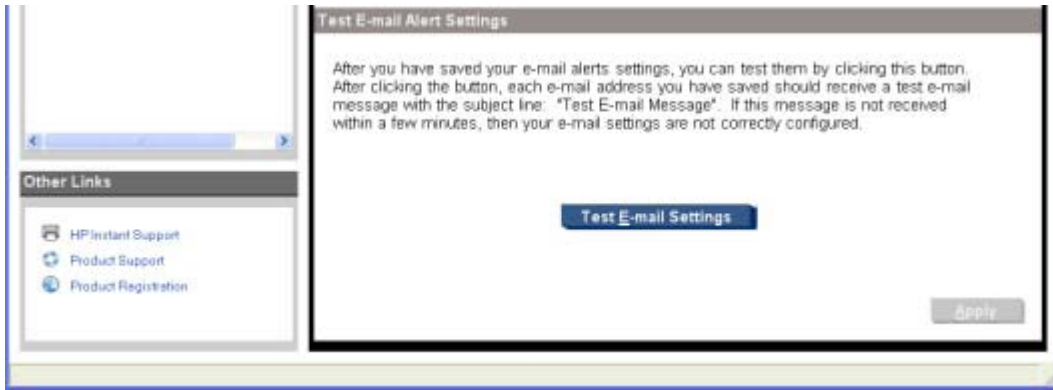 Test E-mail Alert Settings
After you have saved your e-mail alerts settings, you can test them by clicking this button.
After clicking the button, each e-mail address you have saved should receive a test e-mail
message with the subject line: "Test E-mail Message". If this message is not received
within a few minutes, then your e-mail settings are not correctly configured.
Other Links
HP Instant Support
Product Support
Product Registration
Test E-mail Settings
Apply